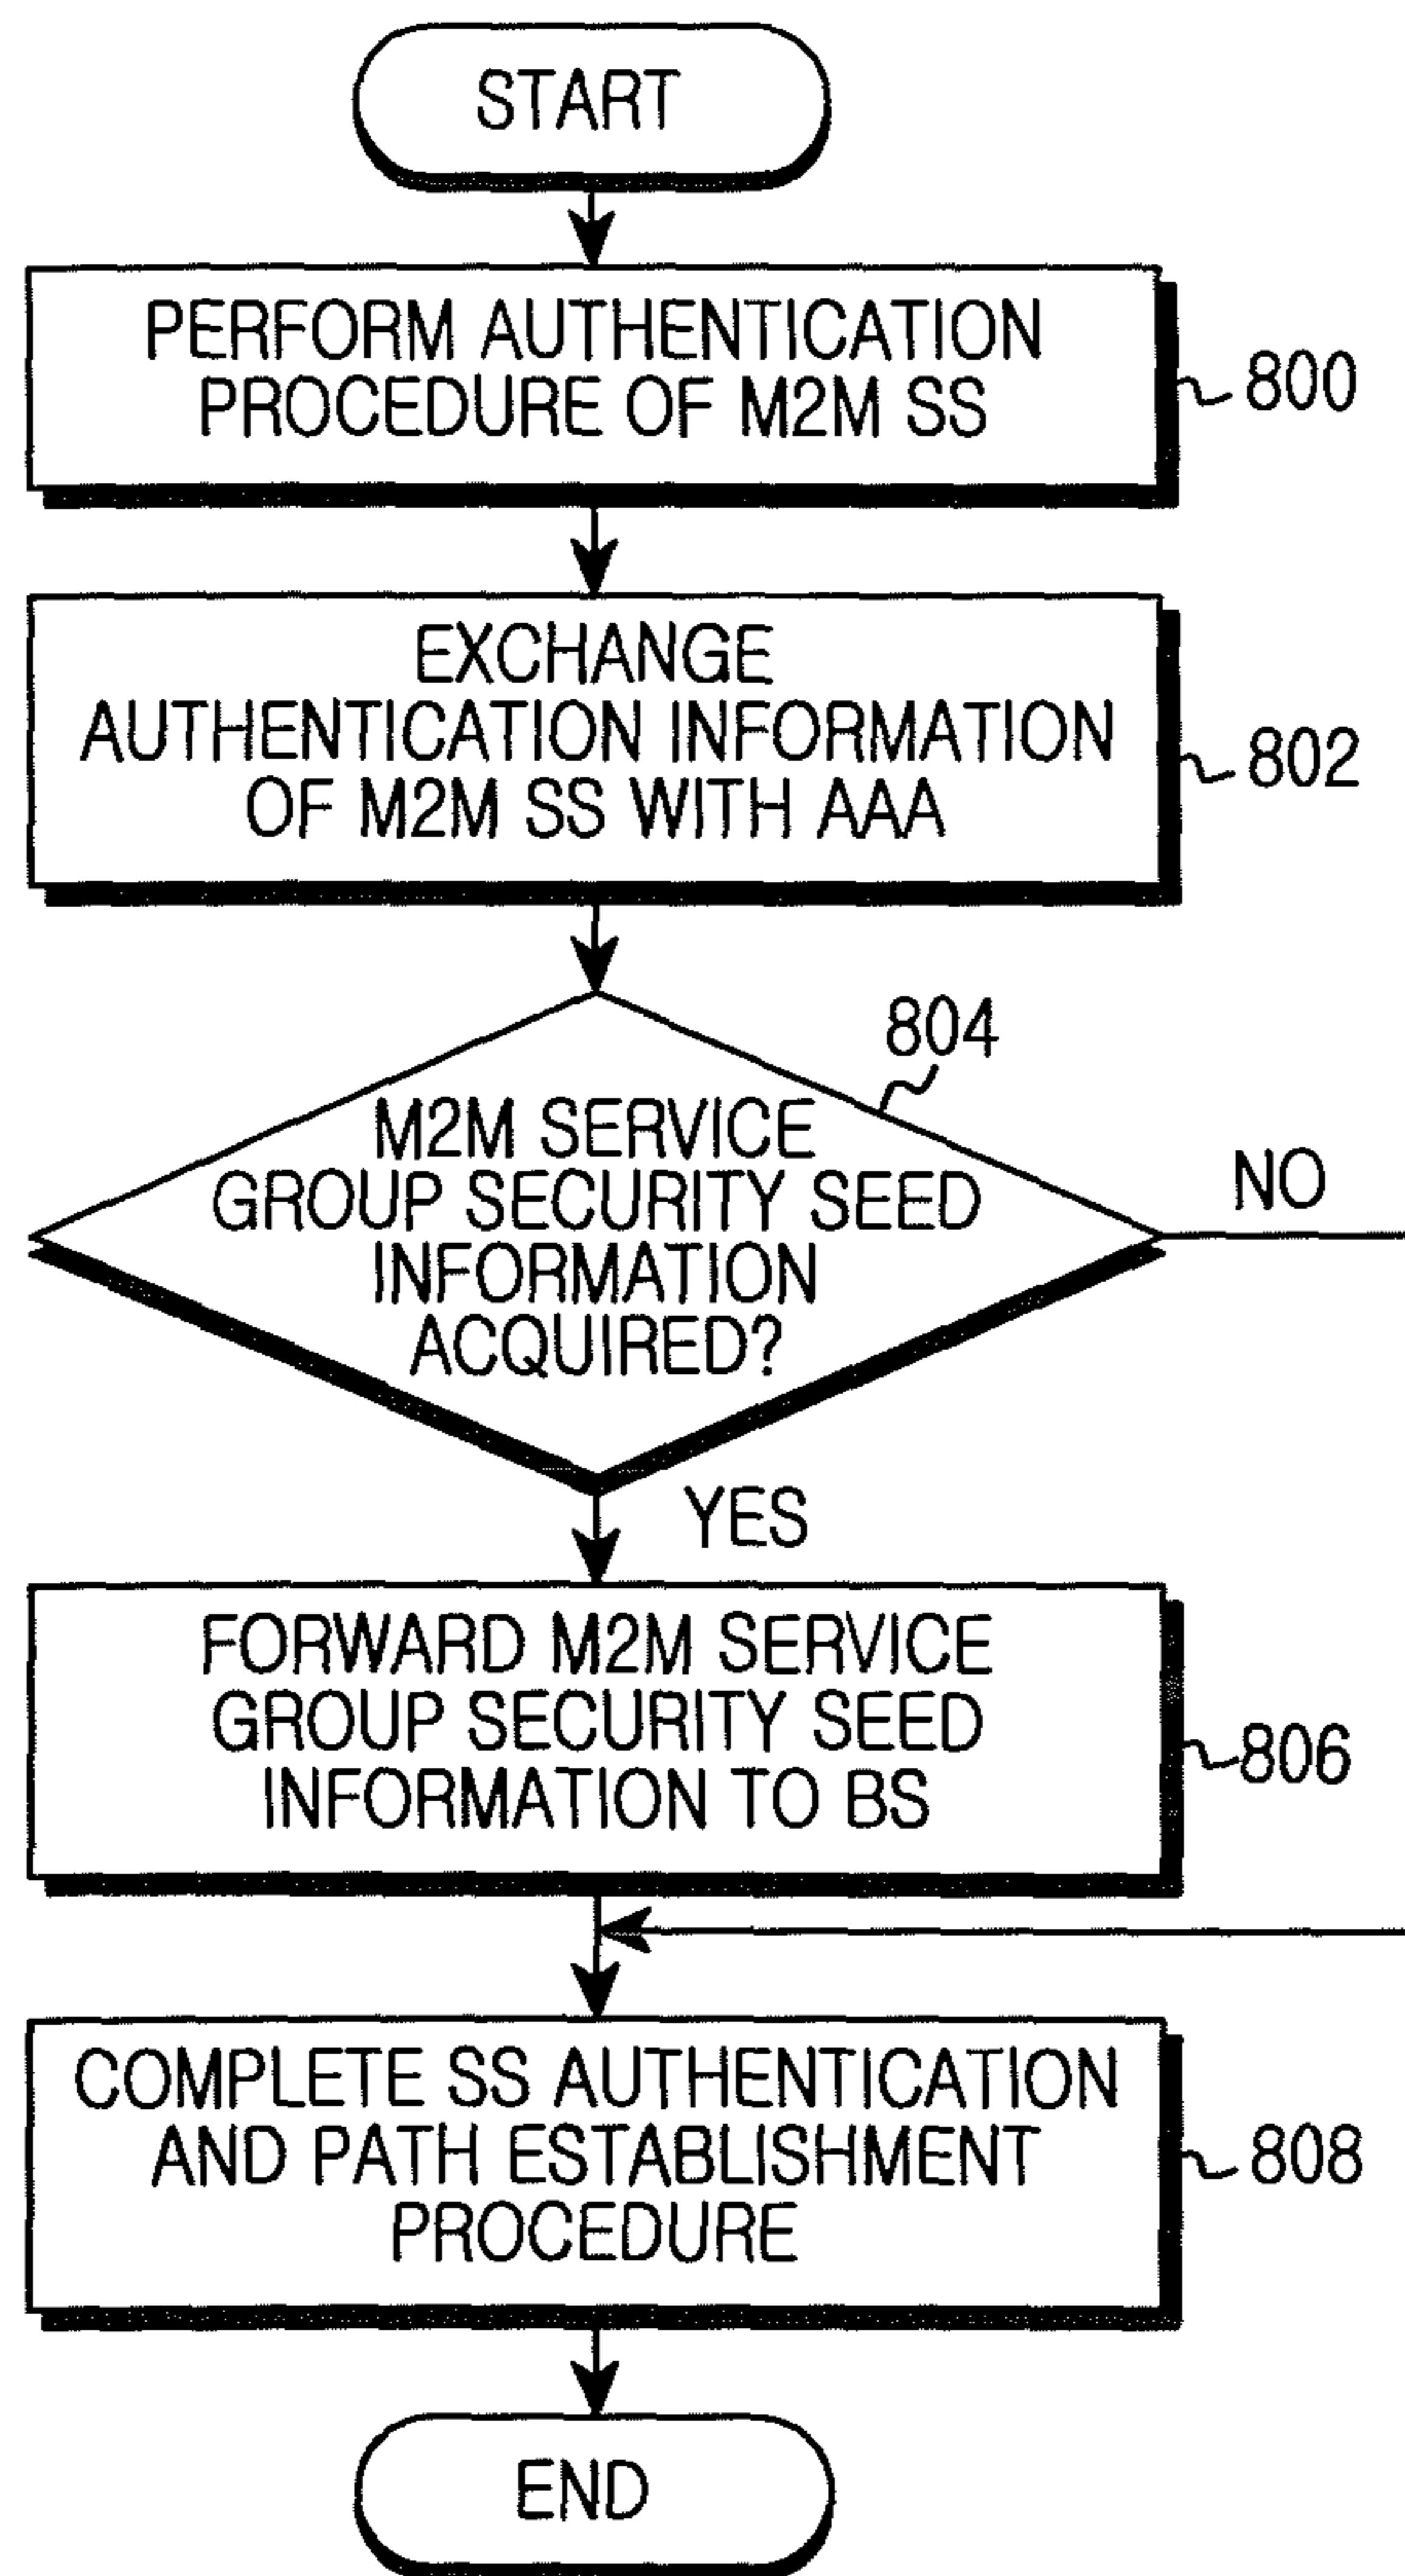 START
PERFORM AUTHENTICATION
PROCEDURE OF M2M SS
800
EXCHANGE
AUTHENTICATION INFORMATION
OF M2M SS WITH AAA
802
804
M2M SERVICE
GROUP SECURITY SEED
INFORMATION
ACQUIRED?
NO
YES
FORWARD M2M SERVICE
GROUP SECURITY SEED
INFORMATION TO BS
806
COMPLETE SS AUTHENTICATION
AND PATH ESTABLISHMENT
PROCEDURE
808
END